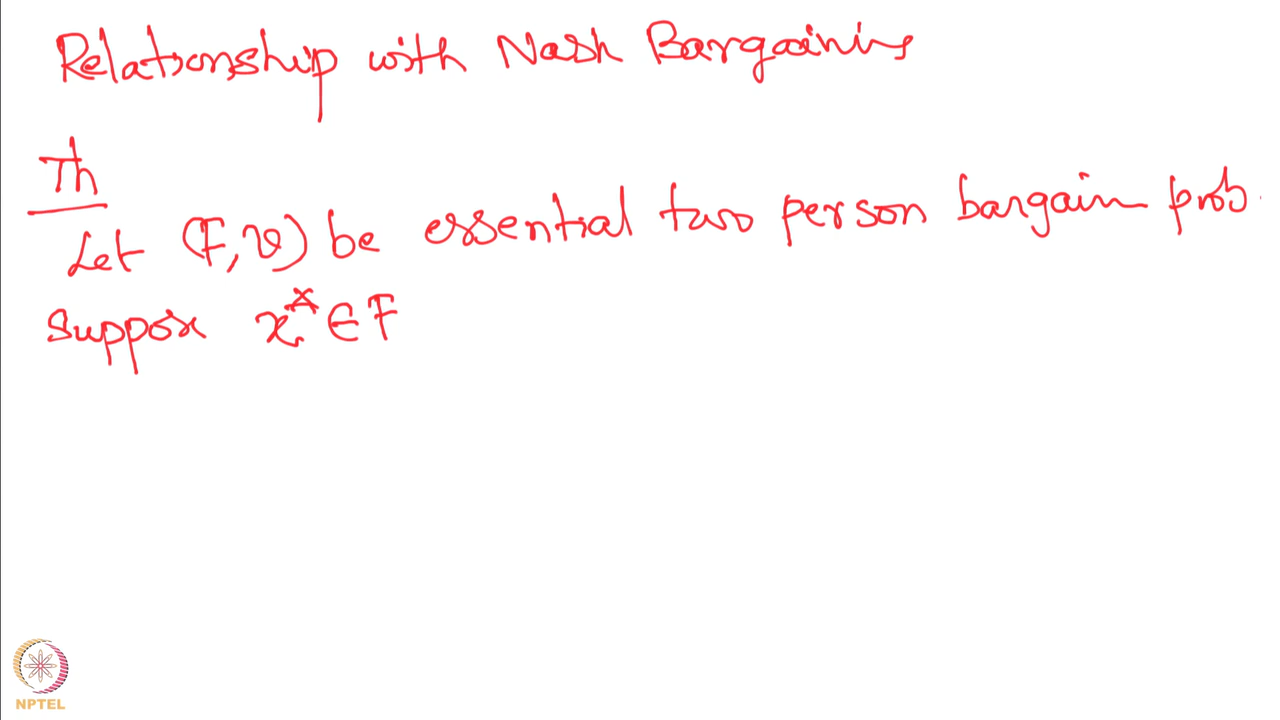 Relationship with Nash Bargaining
Th
Let (F, v) be essential two person bargain prob.
Suppose x* ∈ F
NPTEL